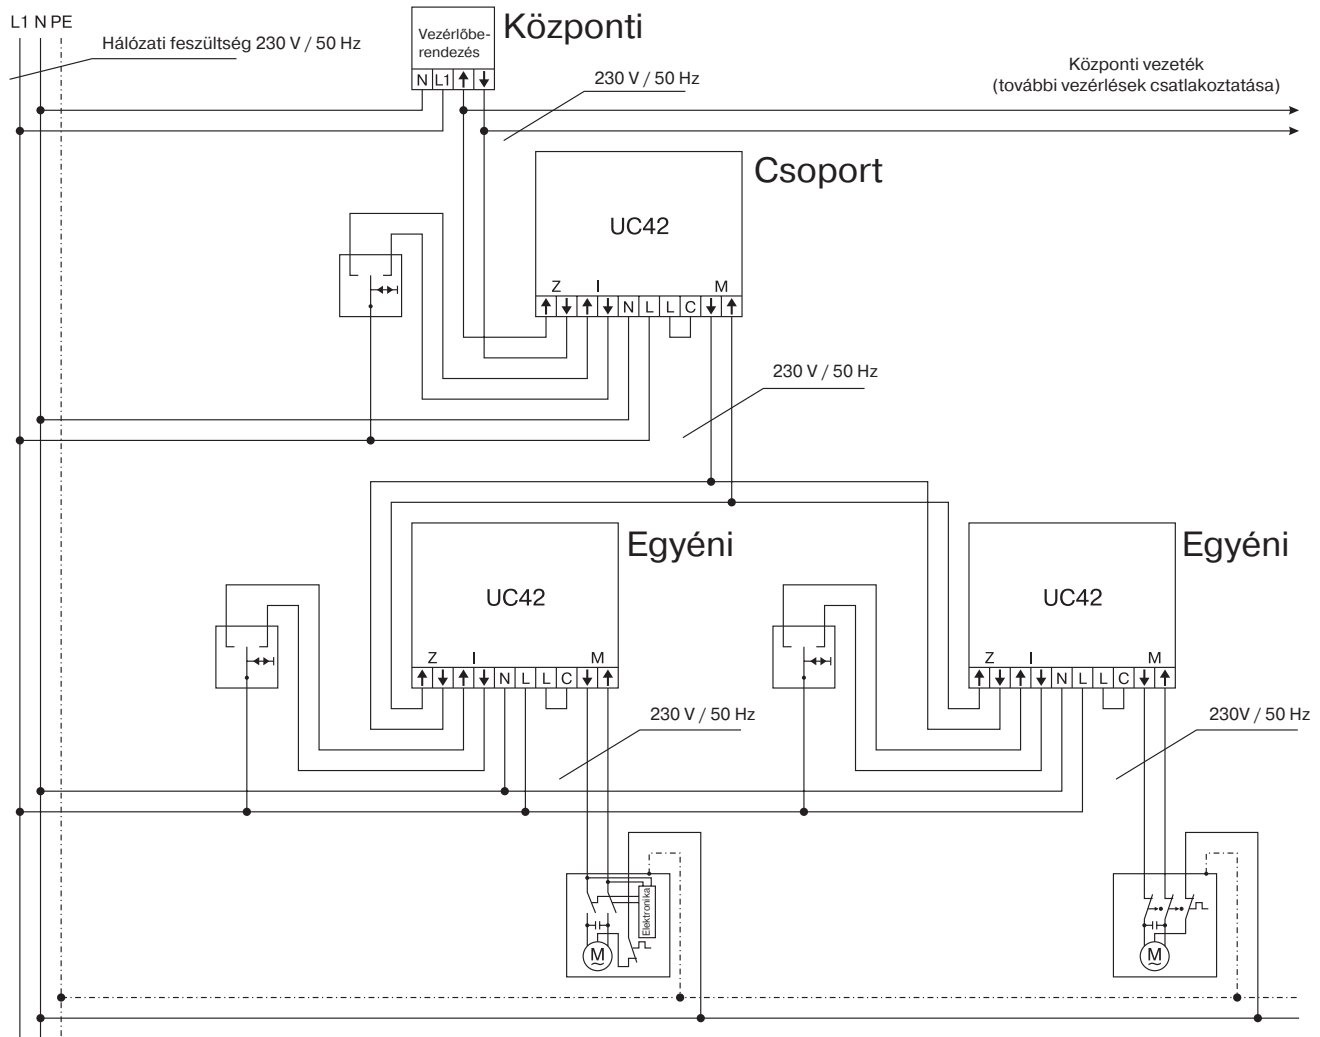 L1 N PE
Hálózati feszültség 230 V / 50 Hz
Vezérlőbe-
rendezés
N L1
Központi
230 V / 50 Hz
Központi vezeték
(további vezérlések csatlakoztatása)
Csoport
UC42
Z I M
N L L C
230 V / 50 Hz
Egyéni
UC42
Z I M
N L L C
230 V / 50 Hz
Egyéni
UC42
Z I M
N L L C
230V / 50 Hz
Elektronika
M
M